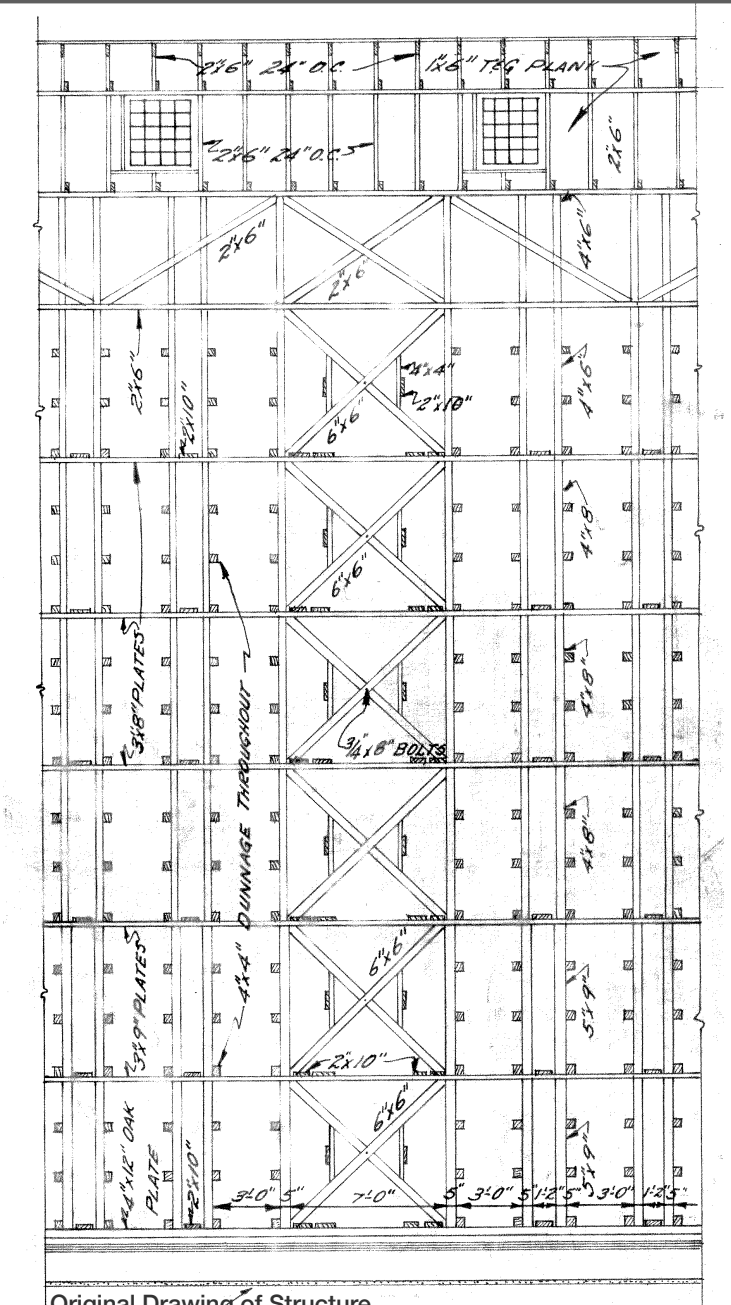 2"x6" 24" O.C.
1"x6" T&G PLANK
2"x6" 24" O.C.
2"x6"
2"x6"
2"x6"
4"x6"
2"x6"
2"x10"
6"x6"
4"x4"
2"x10"
4"x6"
6"x6"
4"x8"
3"x8" PLATES
4"x4" DUNNAGE THROUGHOUT
3/4"x8" BOLTS
4"x8"
4"x8"
3"x9" PLATES
6"x6"
2"x10"
5"x9"
4"x12" OAK
PLATE
2"x10"
6"x6"
5"x9"
3'-0" 5" 7'-0" 5" 3'-0" 5" 1'-2" 5" 3'-0" 1'-2" 5"
Original Drawing of Structure